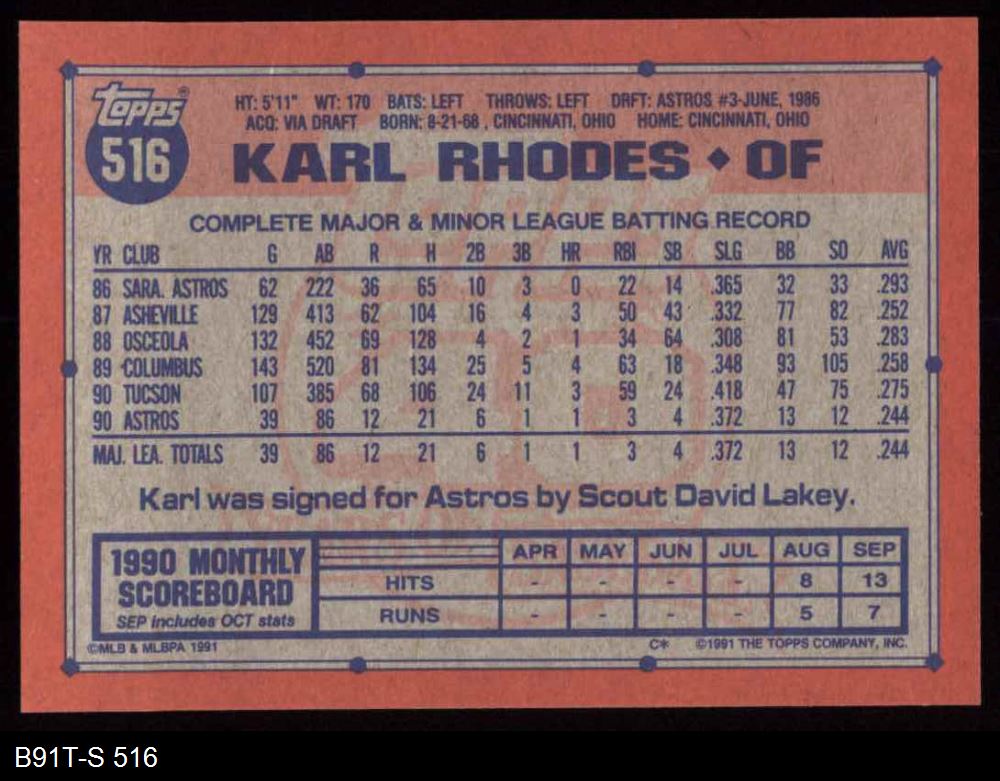 topps®
516
HT: 5'11" WT: 170 BATS: LEFT THROWS: LEFT DRFT: ASTROS #3-JUNE, 1986
ACQ: VIA DRAFT BORN: 8-21-68, CINCINNATI, OHIO HOME: CINCINNATI, OHIO
KARL RHODES ◆ OF
COMPLETE MAJOR & MINOR LEAGUE BATTING RECORD
YR CLUB G AB R H 2B 3B HR RBI SB SLG BB SO AVG
86 SARA. ASTROS 62 222 36 65 10 3 0 22 14 .365 32 33 .293
87 ASHEVILLE 129 413 62 104 16 4 3 50 43 .332 77 82 .252
88 OSCEOLA 132 452 69 128 4 2 1 34 64 .308 81 53 .283
89 COLUMBUS 143 520 81 134 25 5 4 63 18 .348 93 105 .258
90 TUCSON 107 385 68 106 24 11 3 59 24 .418 47 75 .275
90 ASTROS 39 86 12 21 6 1 1 3 4 .372 13 12 .244
MAJ. LEA. TOTALS 39 86 12 21 6 1 1 3 4 .372 13 12 .244
Karl was signed for Astros by Scout David Lakey.
1990 MONTHLY
SCOREBOARD
SEP includes OCT stats
APR MAY JUN JUL AUG SEP
HITS - - - - 8 13
RUNS - - - - 5 7
©MLB & MLBPA 1991 C* ©1991 THE TOPPS COMPANY, INC.
B91T-S 516